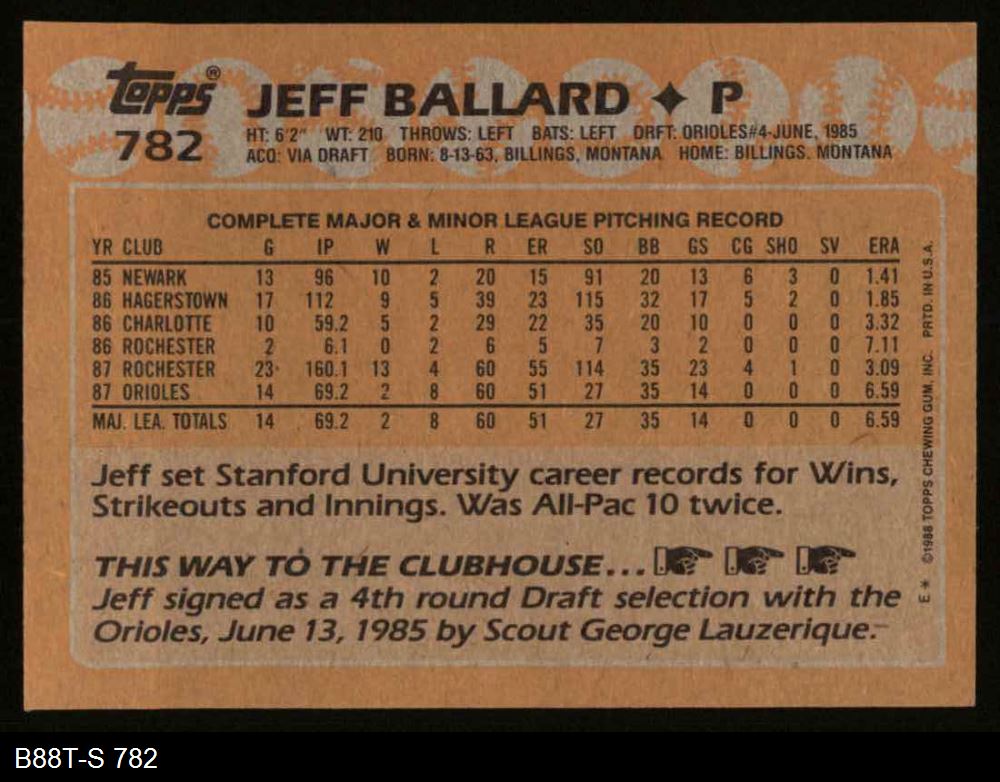 topps® JEFF BALLARD ✦ P
782 HT: 6'2" WT: 210 THROWS: LEFT BATS: LEFT DRFT: ORIOLES#4-JUNE, 1985
ACQ: VIA DRAFT BORN: 8-13-63, BILLINGS, MONTANA HOME: BILLINGS. MONTANA
COMPLETE MAJOR & MINOR LEAGUE PITCHING RECORD
YR CLUB G IP W L R ER SO BB GS CG SHO SV ERA
85 NEWARK 13 96 10 2 20 15 91 20 13 6 3 0 1.41
86 HAGERSTOWN 17 112 9 5 39 23 115 32 17 5 2 0 1.85
86 CHARLOTTE 10 59.2 5 2 29 22 35 20 10 0 0 0 3.32
86 ROCHESTER 2 6.1 0 2 6 5 7 3 2 0 0 0 7.11
87 ROCHESTER 23 160.1 13 4 60 55 114 35 23 4 1 0 3.09
87 ORIOLES 14 69.2 2 8 60 51 27 35 14 0 0 0 6.59
MAJ. LEA. TOTALS 14 69.2 2 8 60 51 27 35 14 0 0 0 6.59
Jeff set Stanford University career records for Wins,
Strikeouts and Innings. Was All-Pac 10 twice.
THIS WAY TO THE CLUBHOUSE...
Jeff signed as a 4th round Draft selection with the
Orioles, June 13, 1985 by Scout George Lauzerique.
E * ©1988 TOPPS CHEWING GUM, INC. PRTD. IN U.S.A.
B88T-S 782